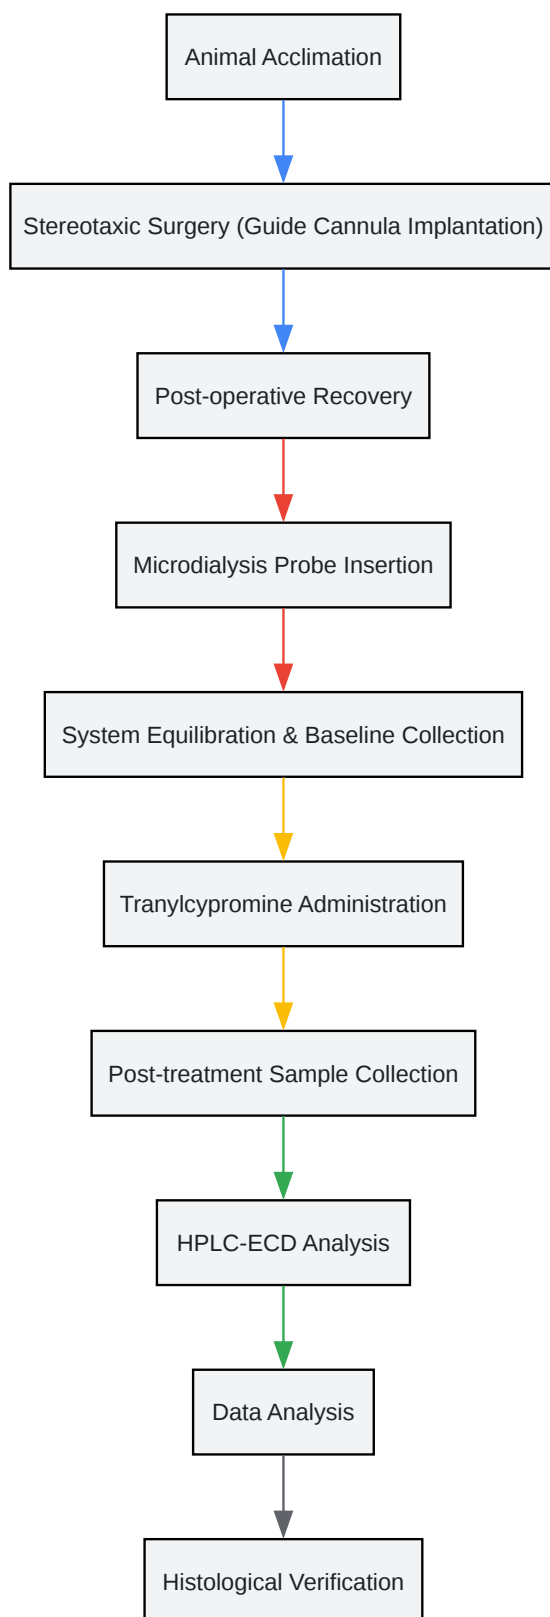 Animal Acclimation
Stereotaxic Surgery (Guide Cannula Implantation)
Post-operative Recovery
Microdialysis Probe Insertion
System Equilibration & Baseline Collection
Tranylcypromine Administration
Post-treatment Sample Collection
HPLC-ECD Analysis
Data Analysis
Histological Verification